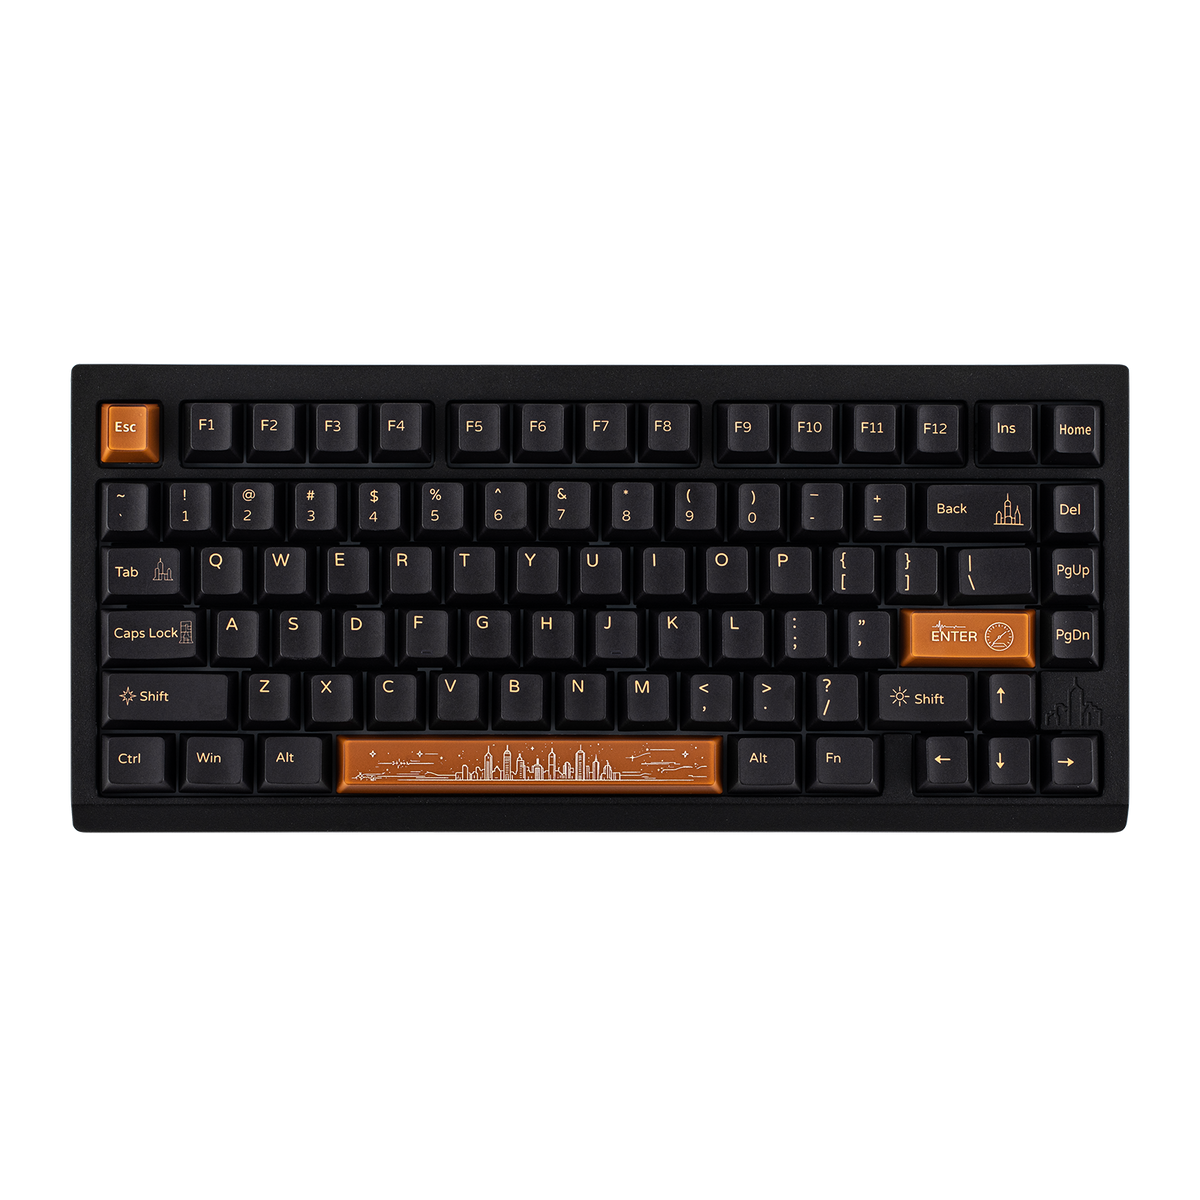 Esc F1 F2 F3 F4 F5 F6 F7 F8 F9 F10 F11 F12 Ins Home
~ ! @ # $ % ^ & * ( ) _ +
` 1 2 3 4 5 6 7 8 9 0 - = Back Del
Tab Q W E R T Y U I O P { } | PgUp
[ ] \
Caps Lock A S D F G H J K L : " ENTER PgDn
; '
Shift Z X C V B N M < > ? Shift ↑
, . /
Ctrl Win Alt Alt Fn ← ↓ →